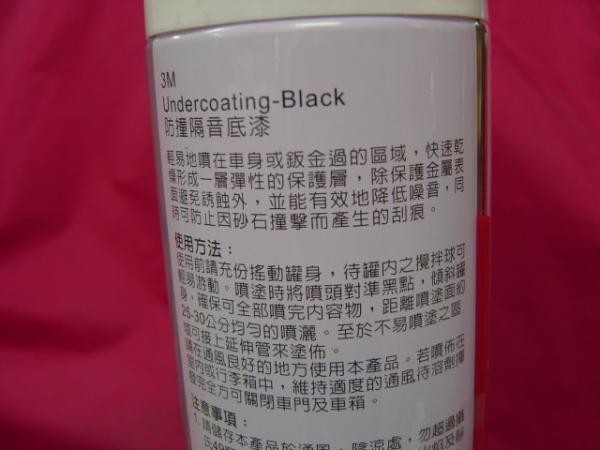 3M
Undercoating-Black
防撞隔音底漆
輕易地噴在車身或鈑金過的區域，快速乾
燥形成一層彈性的保護層，除保護金屬表
面避免銹蝕外，並能有效地降低噪音，同
時可防止因砂石撞擊而產生的刮痕。
使用方法：
使用前請充份搖動罐身，待罐內之攪拌球可
輕易游動。噴塗時將噴頭對準黑點，傾斜罐
身，確保可全部噴完內容物，距離噴塗面約
25-30公分均勻的噴灑。至於不易噴塗之區
域可接上延伸管來塗佈。
請在通風良好的地方使用本產品。若噴佈在
室內或行李箱中，維持適度的通風待溶劑揮
發完全方可關閉車門及車箱。
注意事項：
1. 請儲存本產品於通風、陰涼處，勿超過攝